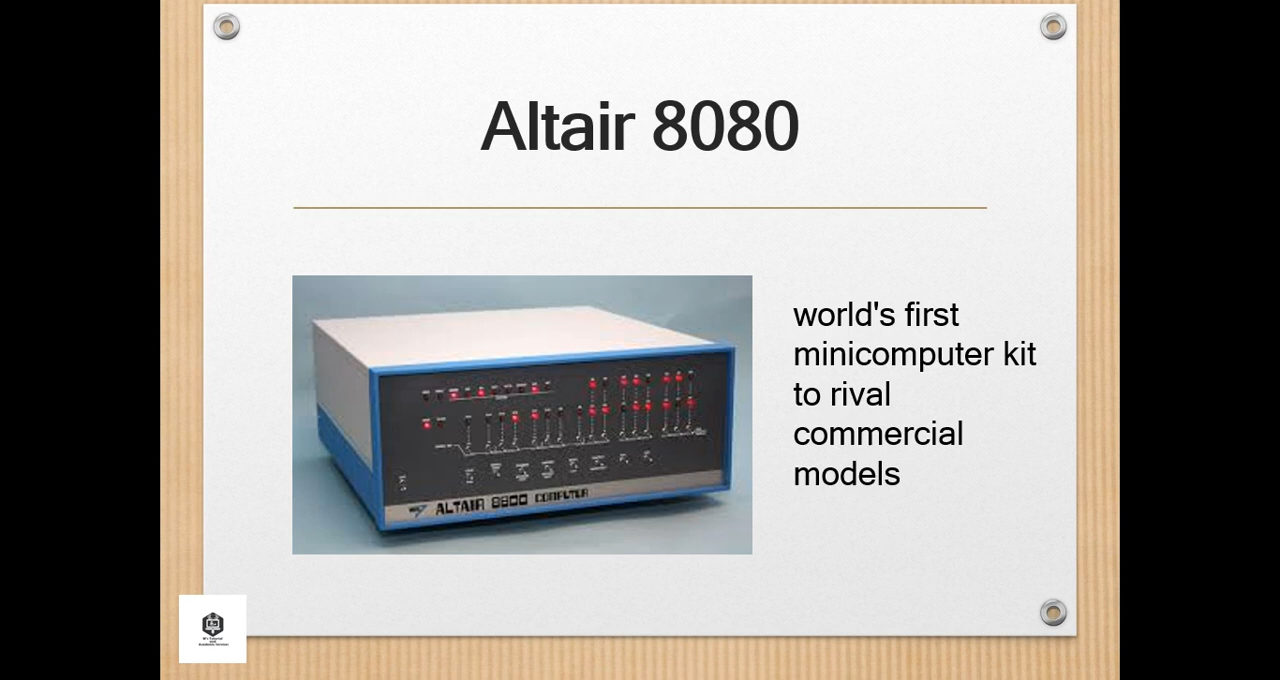 Altair 8080
world's first
minicomputer kit
to rival
commercial
models
ALTAIR 8800 COMPUTER